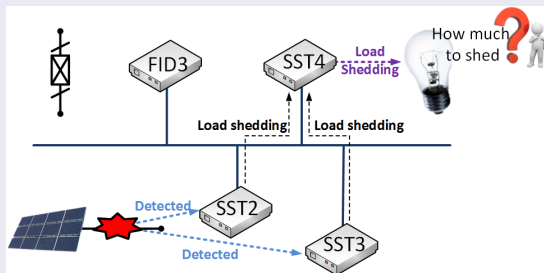 How much
to shed
FID3
SST4
Load
Shedding
Load shedding
Load shedding
Detected
SST2
Detected
SST3